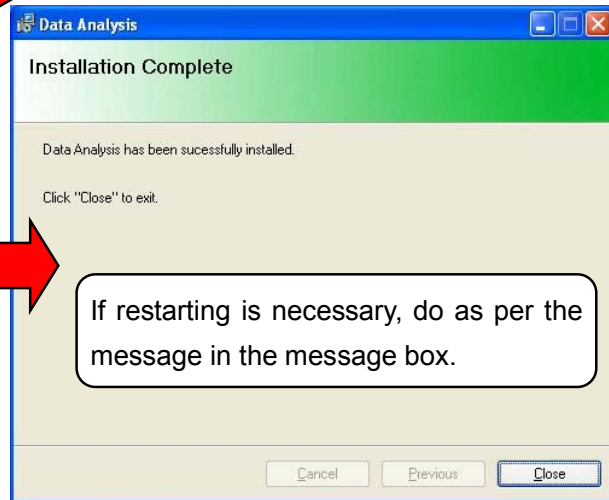 Data Analysis
Installation Complete
Data Analysis has been sucessfully installed.
Click "Close" to exit.
If restarting is necessary, do as per the
message in the message box.
Cancel
Previous
Close